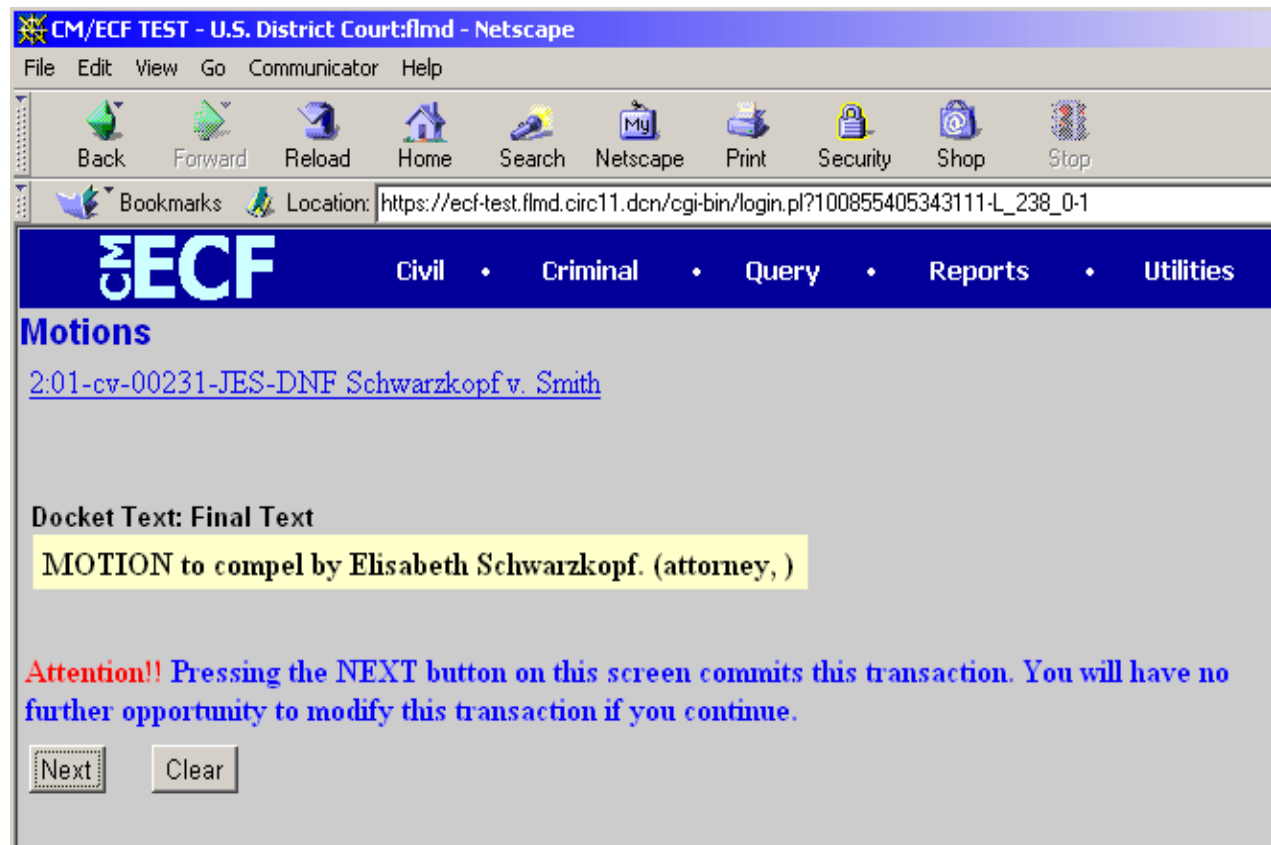 CM/ECF TEST - U.S. District Court:flmd - Netscape
File Edit View Go Communicator Help
My
Back Forward Reload Home Search Netscape Print Security Shop Stop
Bookmarks Location: https://ecf-test.flmd.circ11.dcn/cgi-bin/login.pl?100855405343111-L_238_0-1
CM ECF Civil • Criminal • Query • Reports • Utilities
Motions
2:01-cv-00231-JES-DNF Schwarzkopf v. Smith
Docket Text: Final Text
MOTION to compel by Elisabeth Schwarzkopf. (attorney, )
Attention!! Pressing the NEXT button on this screen commits this transaction. You will have no
further opportunity to modify this transaction if you continue.
Next Clear